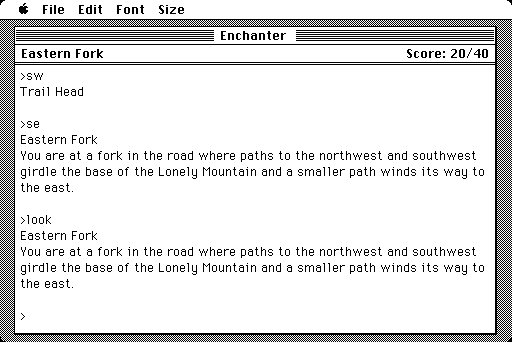 File Edit Font Size
Enchanter
Eastern Fork Score: 20/40
>sw
Trail Head
>se
Eastern Fork
You are at a fork in the road where paths to the northwest and southwest
girdle the base of the Lonely Mountain and a smaller path winds its way to
the east.
>look
Eastern Fork
You are at a fork in the road where paths to the northwest and southwest
girdle the base of the Lonely Mountain and a smaller path winds its way to
the east.
>